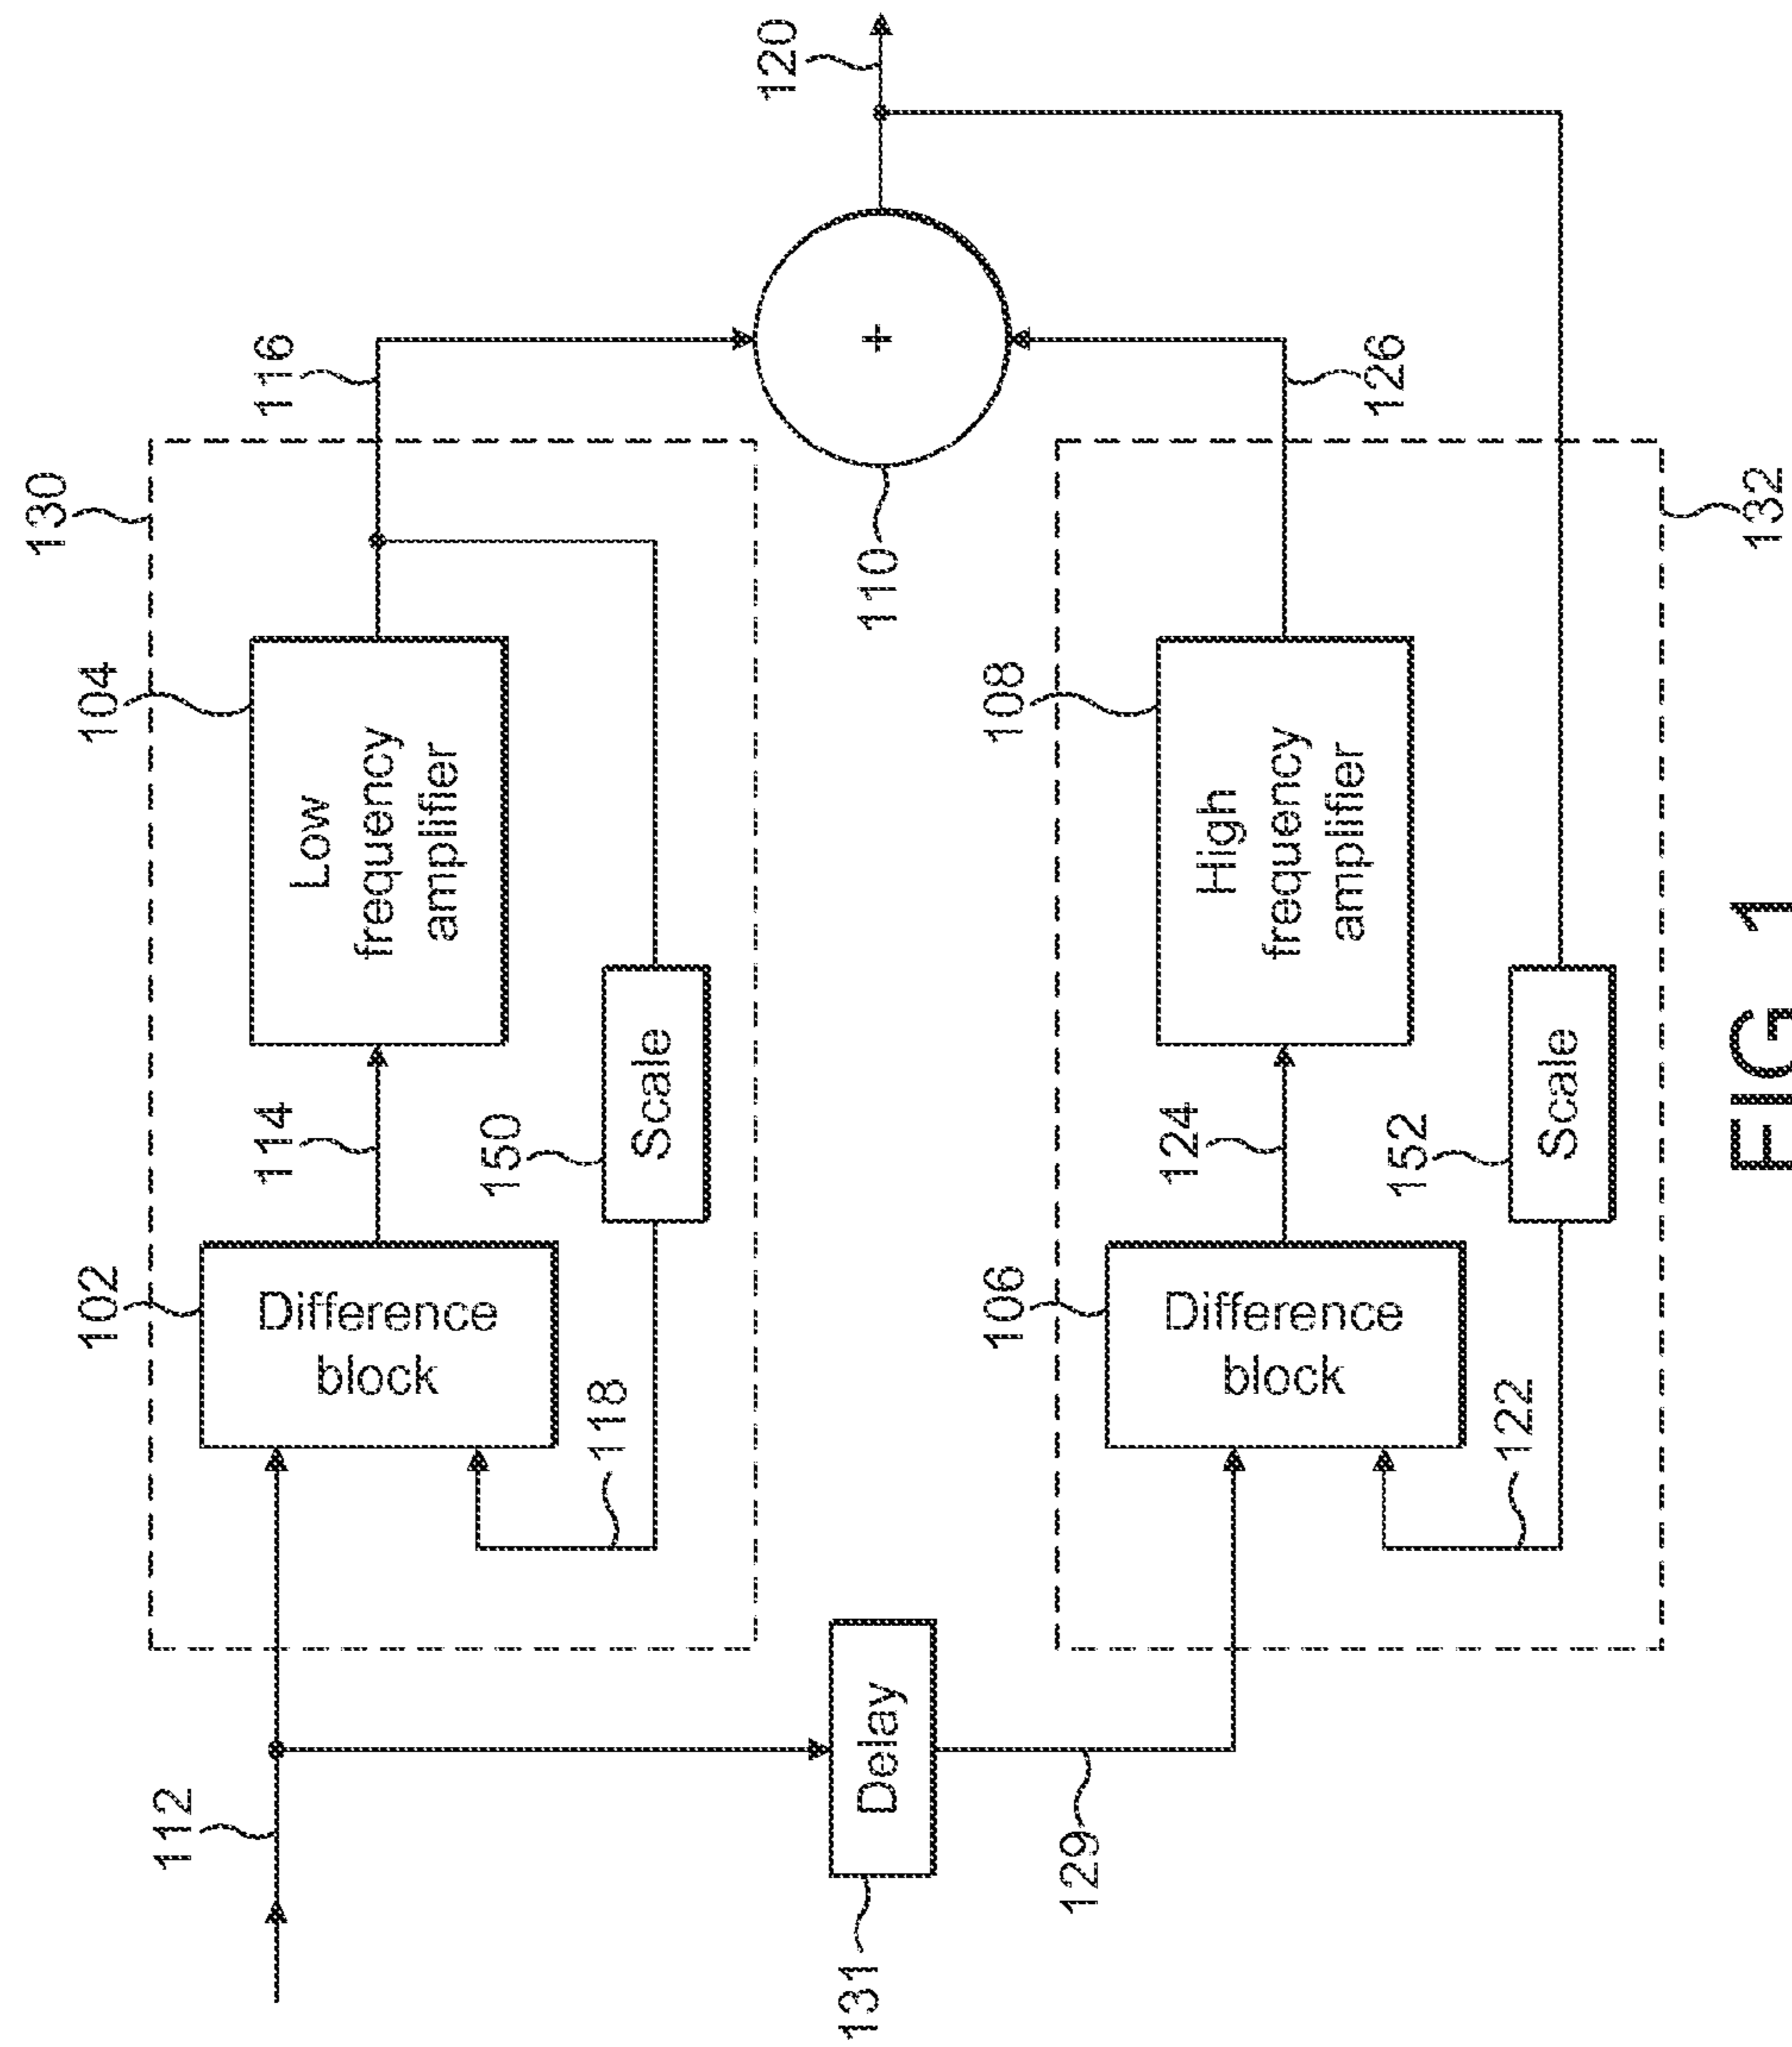 130
104
116
102
114
Low
frequency
amplifier
Difference
block
150
Scale
118
112
120
+
110
131
Delay
129
108
126
106
124
High
frequency
amplifier
Difference
block
152
Scale
122
132
FIG 1